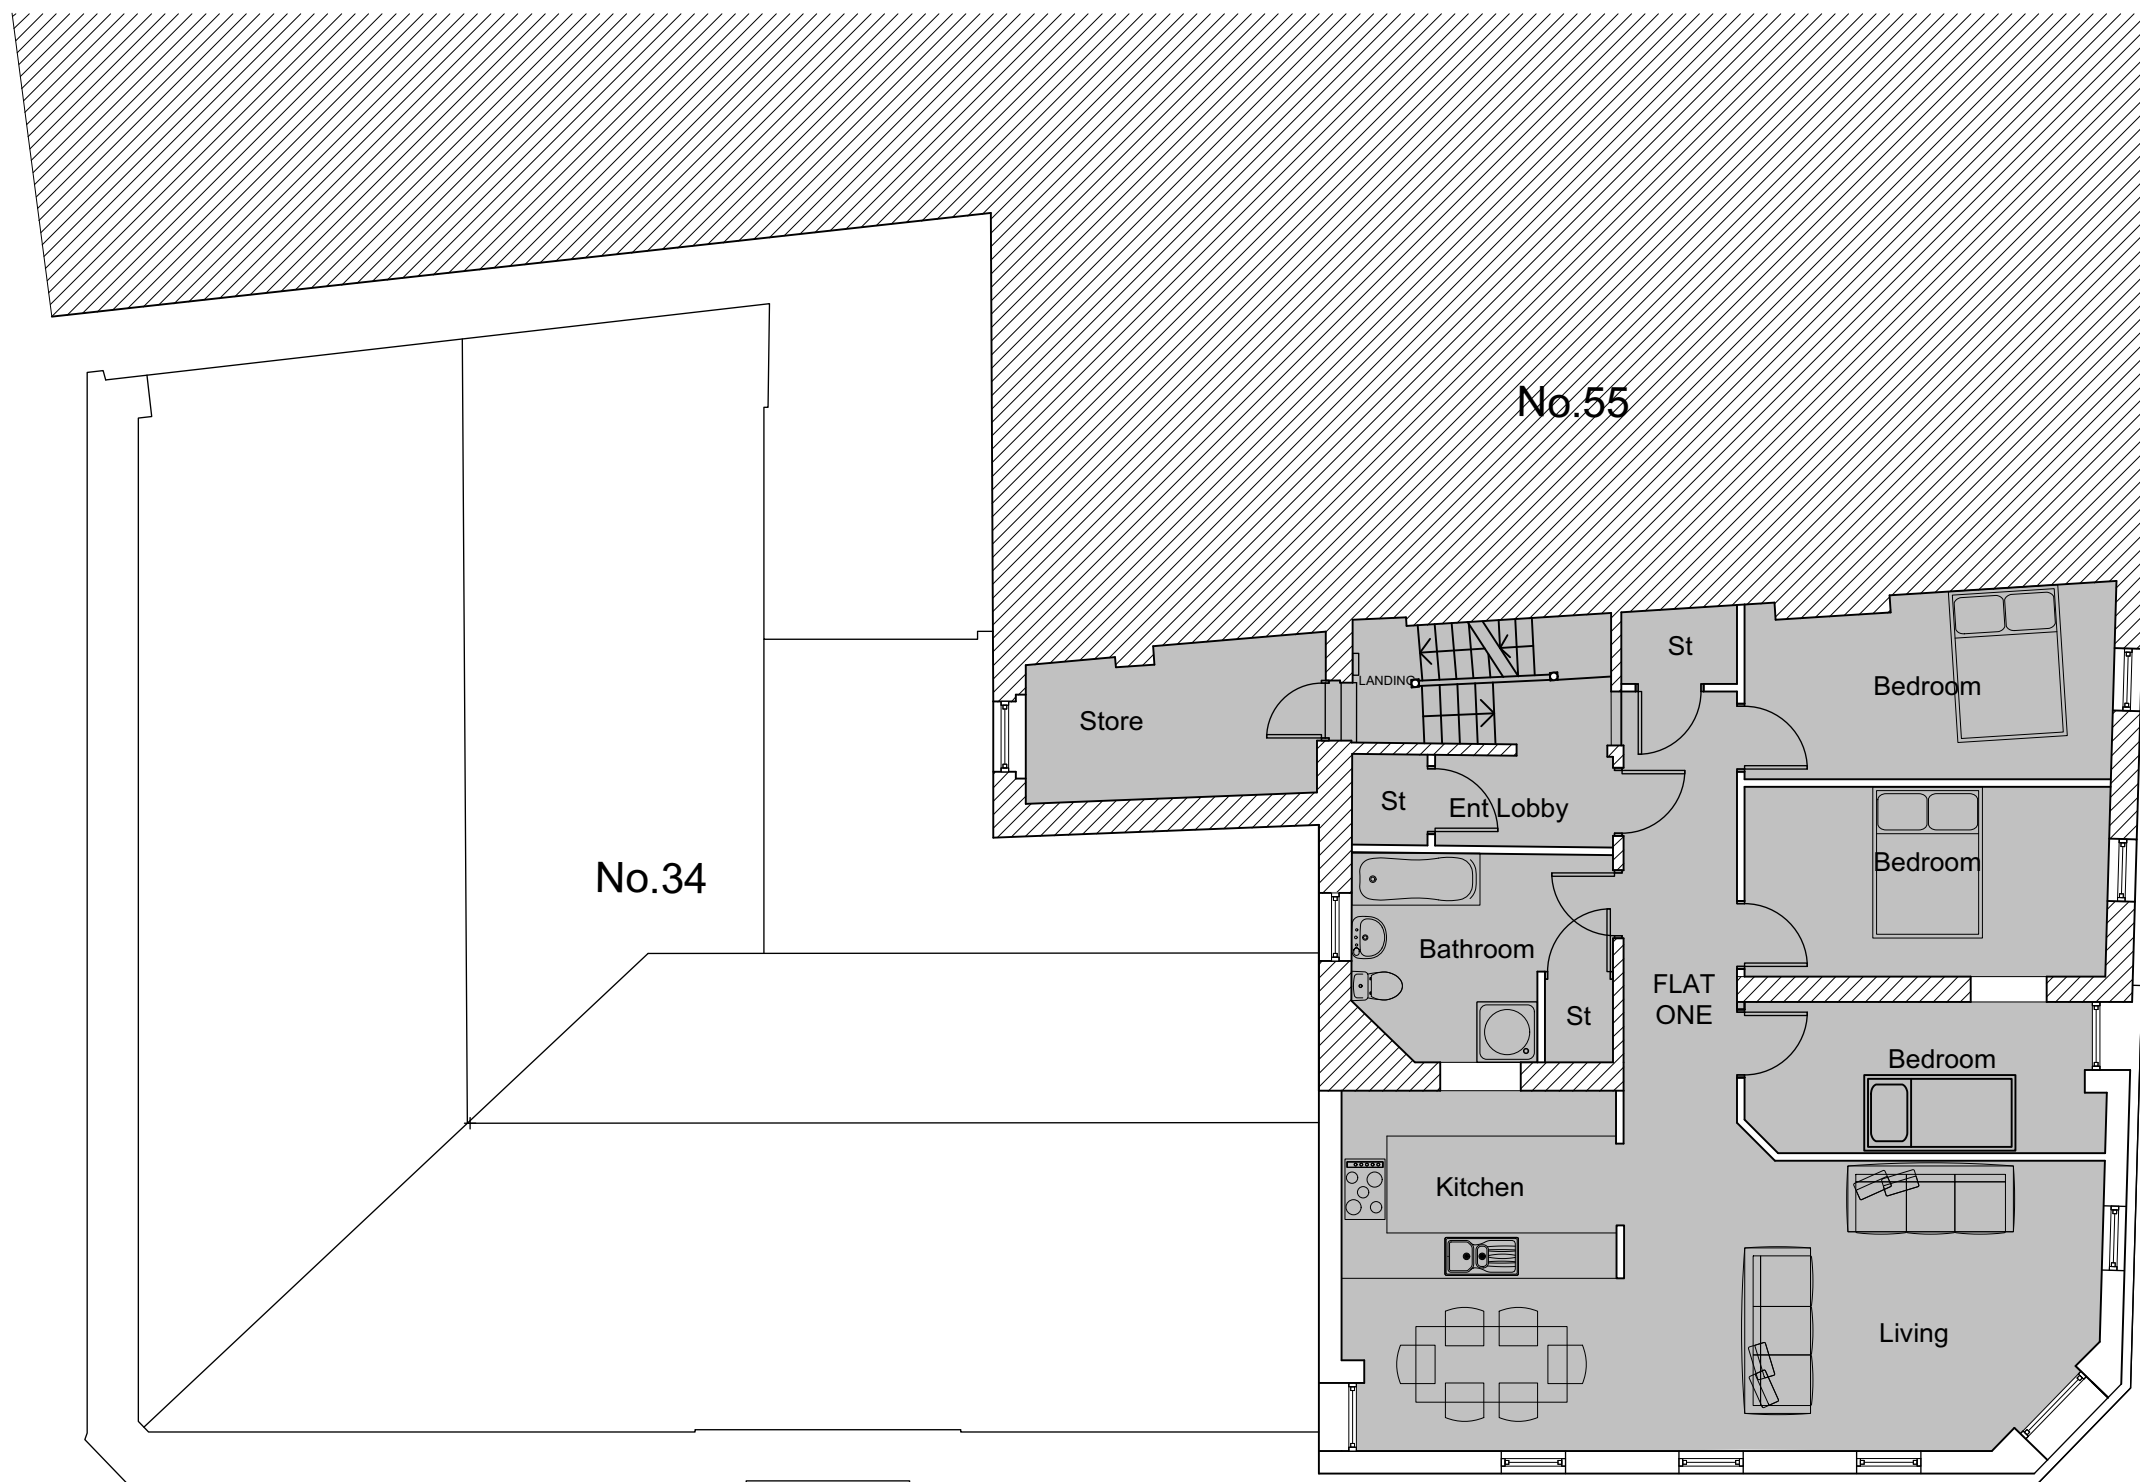 No.55
St
Bedroom
LANDING
Store
St
Ent Lobby
Bedroom
No.34
Bathroom
FLAT
ONE
St
Bedroom
Kitchen
Living